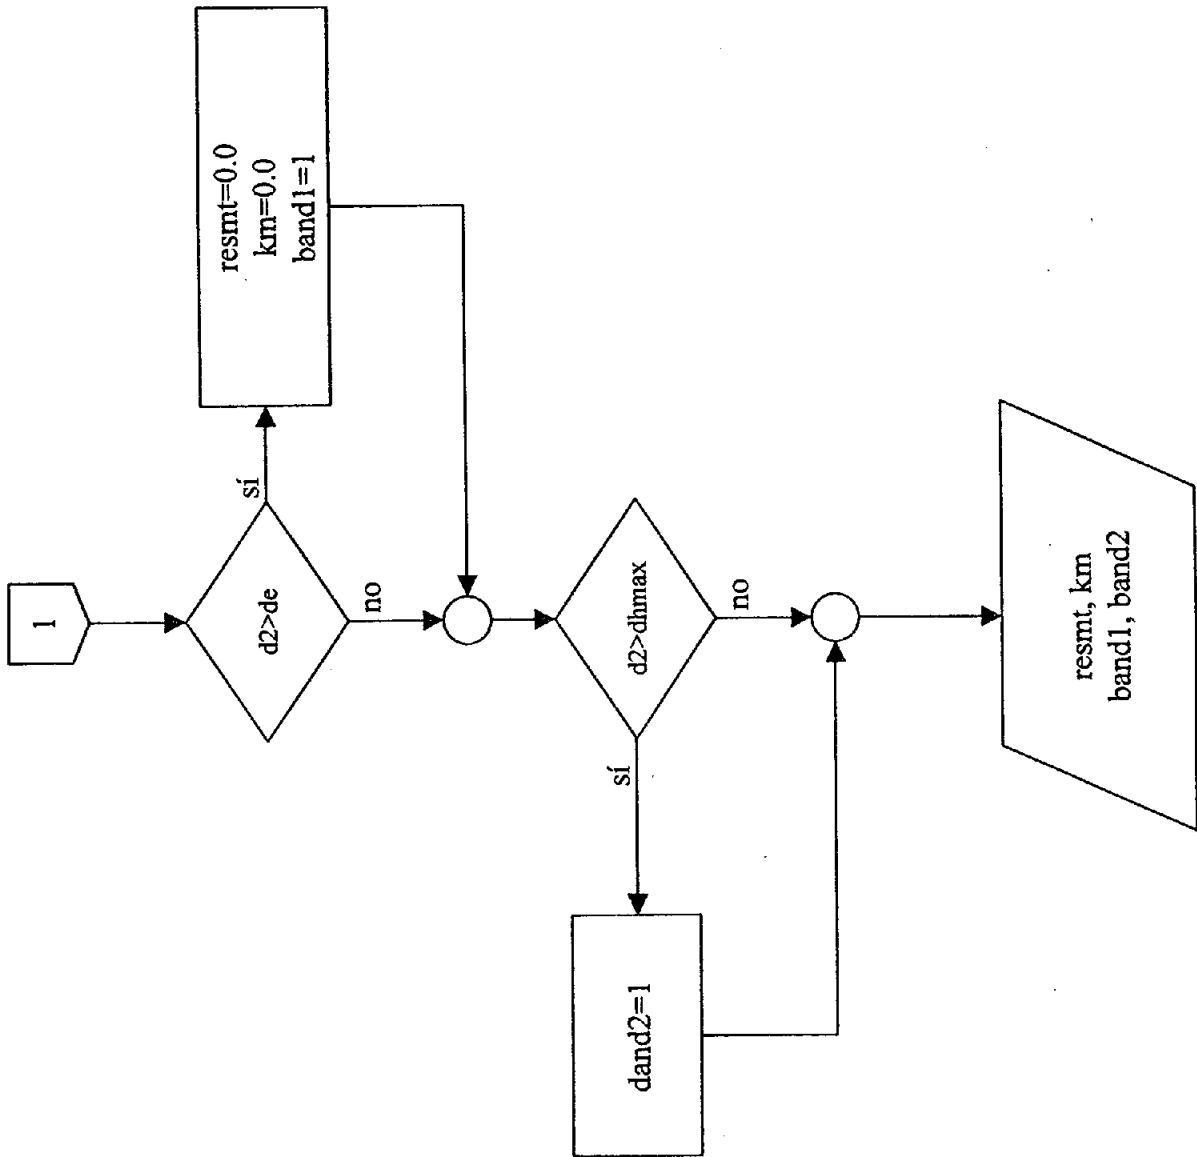 1
d2>de
sí
no
resmt=0.0
km=0.0
band1=1
d2>dhmax
sí
no
dand2=1
resmt, km
band1, band2